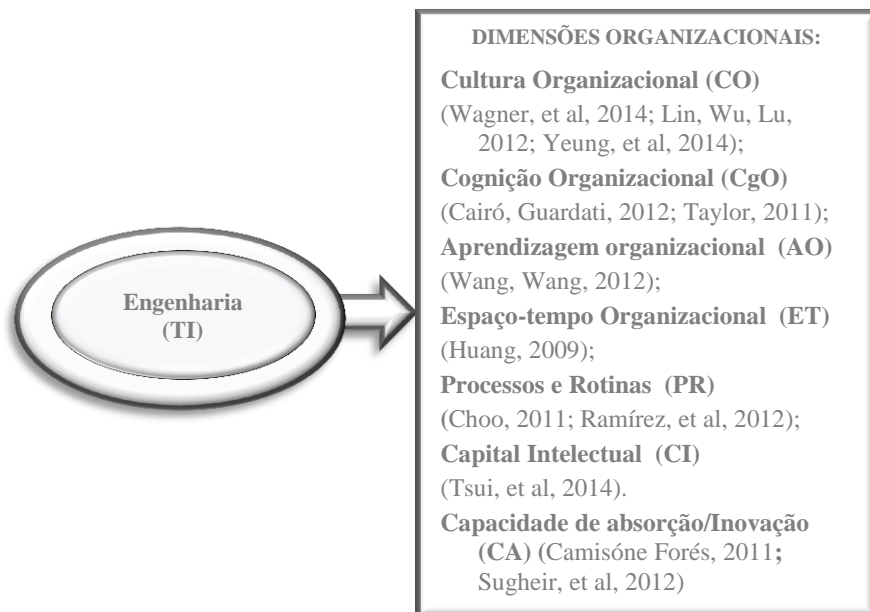 Engenharia
(TI)
DIMENSÕES ORGANIZACIONAIS:
Cultura Organizacional (CO)
(Wagner, et al, 2014; Lin, Wu, Lu,
2012; Yeung, et al, 2014);
Cognição Organizacional (CgO)
(Cairó, Guardati, 2012; Taylor, 2011);
Aprendizagem organizacional (AO)
(Wang, Wang, 2012);
Espaço-tempo Organizacional (ET)
(Huang, 2009);
Processos e Rotinas (PR)
(Choo, 2011; Ramírez, et al, 2012);
Capital Intelectual (CI)
(Tsui, et al, 2014).
Capacidade de absorção/Inovação
(CA) (Camisóne Forés, 2011;
Sugheir, et al, 2012)